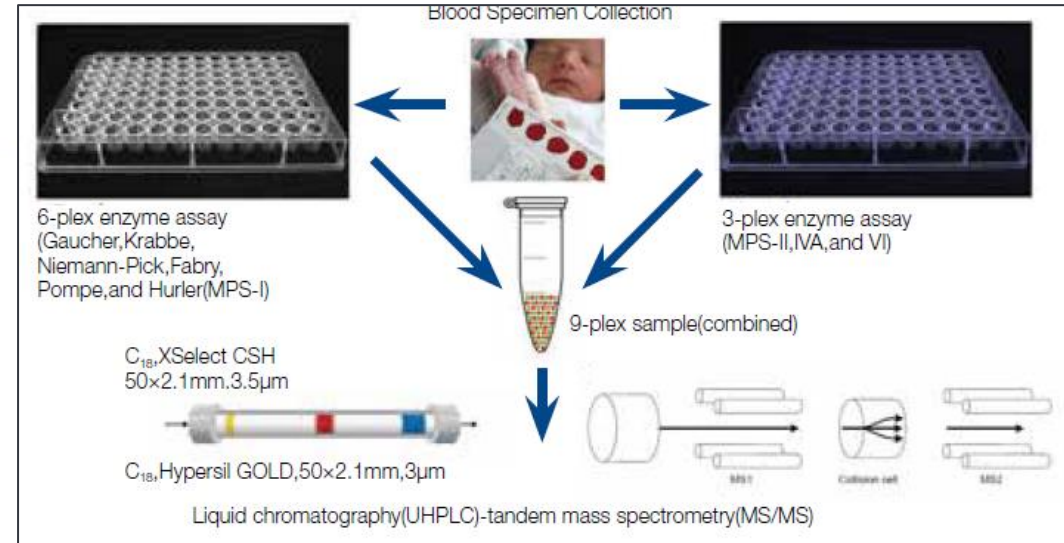 Blood Specimen Collection
6-plex enzyme assay
(Gaucher,Krabbe,
Niemann-Pick,Fabry,
Pompe,and Hurler(MPS-I)
3-plex enzyme assay
(MPS-II,IVA,and VI)
9-plex sample(combined)
C₁₈,XSelect CSH
50×2.1mm.3.5µm
C₁₈,Hypersil GOLD,50×2.1mm,3µm
MS1
Collision cell
MS2
Liquid chromatography(UHPLC)-tandem mass spectrometry(MS/MS)